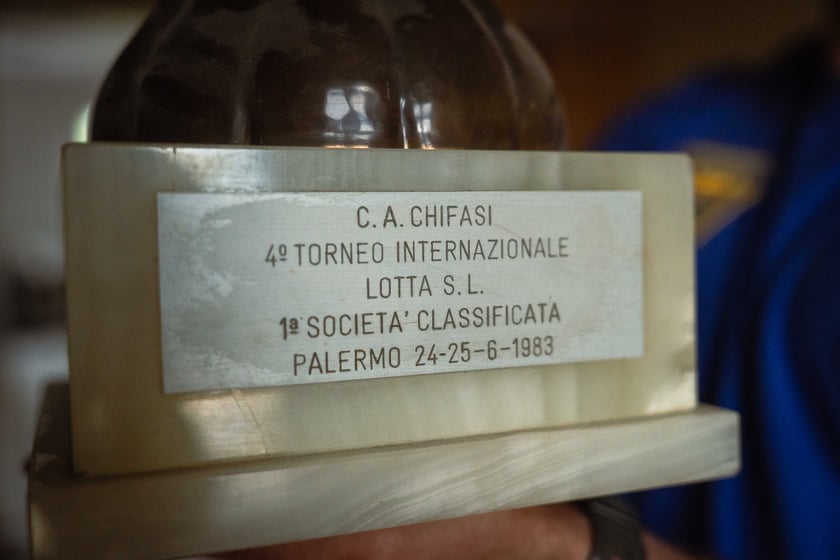 C. A. CHIFASI
4º TORNEO INTERNAZIONALE
LOTTA S. L.
1ª SOCIETA' CLASSIFICATA
PALERMO 24-25-6-1983